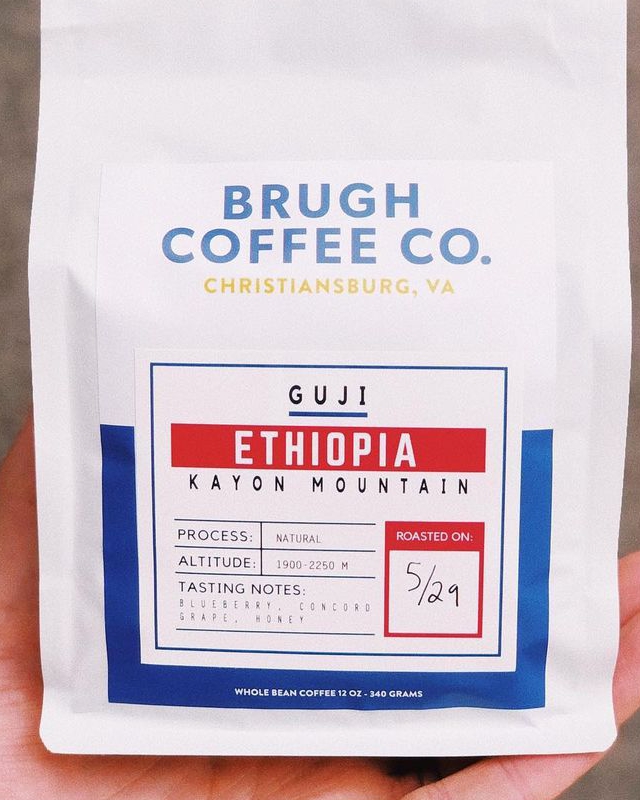 BRUGH
COFFEE CO.
CHRISTIANSBURG, VA
GUJI
ETHIOPIA
KAYON MOUNTAIN
PROCESS: NATURAL
ALTITUDE: 1900-2250 M
TASTING NOTES:
BLUEBERRY, CONCORD
GRAPE, HONEY
ROASTED ON:
5/29
WHOLE BEAN COFFEE 12 OZ - 340 GRAMS